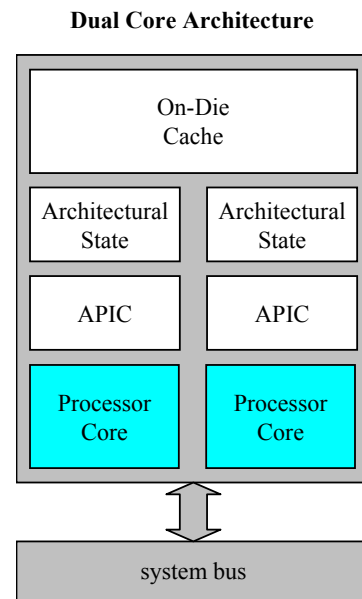 Dual Core Architecture
On-Die
Cache
Architectural
State
Architectural
State
APIC
APIC
Processor
Core
Processor
Core
system bus